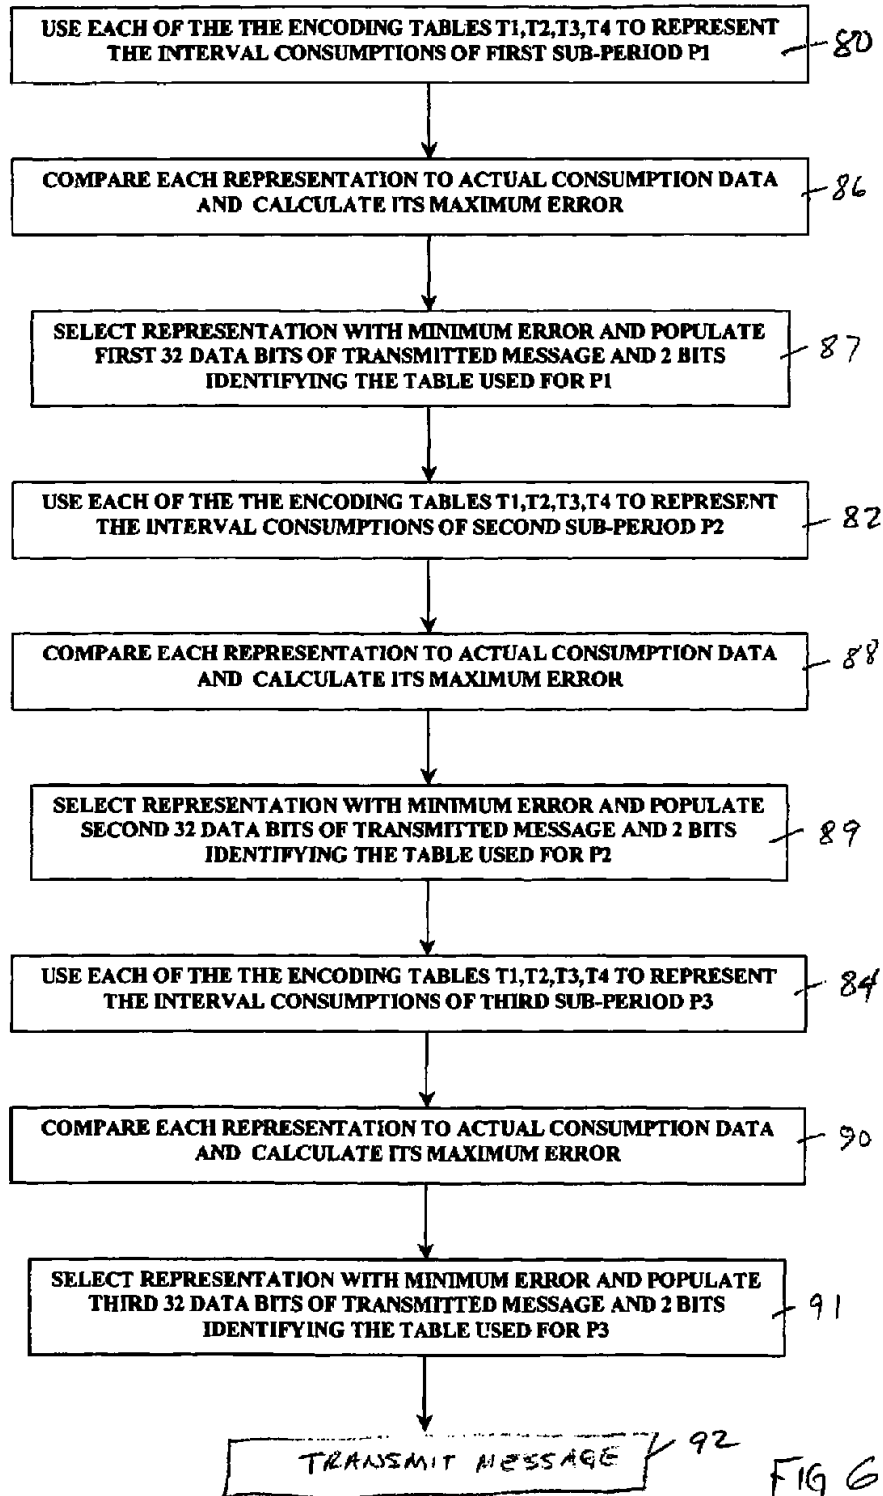 USE EACH OF THE THE ENCODING TABLES T1,T2,T3,T4 TO REPRESENT
THE INTERVAL CONSUMPTIONS OF FIRST SUB-PERIOD P1
80
COMPARE EACH REPRESENTATION TO ACTUAL CONSUMPTION DATA
AND CALCULATE ITS MAXIMUM ERROR
86
SELECT REPRESENTATION WITH MINIMUM ERROR AND POPULATE
FIRST 32 DATA BITS OF TRANSMITTED MESSAGE AND 2 BITS
IDENTIFYING THE TABLE USED FOR P1
87
USE EACH OF THE THE ENCODING TABLES T1,T2,T3,T4 TO REPRESENT
THE INTERVAL CONSUMPTIONS OF SECOND SUB-PERIOD P2
82
COMPARE EACH REPRESENTATION TO ACTUAL CONSUMPTION DATA
AND CALCULATE ITS MAXIMUM ERROR
88
SELECT REPRESENTATION WITH MINIMUM ERROR AND POPULATE
SECOND 32 DATA BITS OF TRANSMITTED MESSAGE AND 2 BITS
IDENTIFYING THE TABLE USED FOR P2
89
USE EACH OF THE THE ENCODING TABLES T1,T2,T3,T4 TO REPRESENT
THE INTERVAL CONSUMPTIONS OF THIRD SUB-PERIOD P3
84
COMPARE EACH REPRESENTATION TO ACTUAL CONSUMPTION DATA
AND CALCULATE ITS MAXIMUM ERROR
90
SELECT REPRESENTATION WITH MINIMUM ERROR AND POPULATE
THIRD 32 DATA BITS OF TRANSMITTED MESSAGE AND 2 BITS
IDENTIFYING THE TABLE USED FOR P3
91
TRANSMIT MESSAGE
92
FIG 6